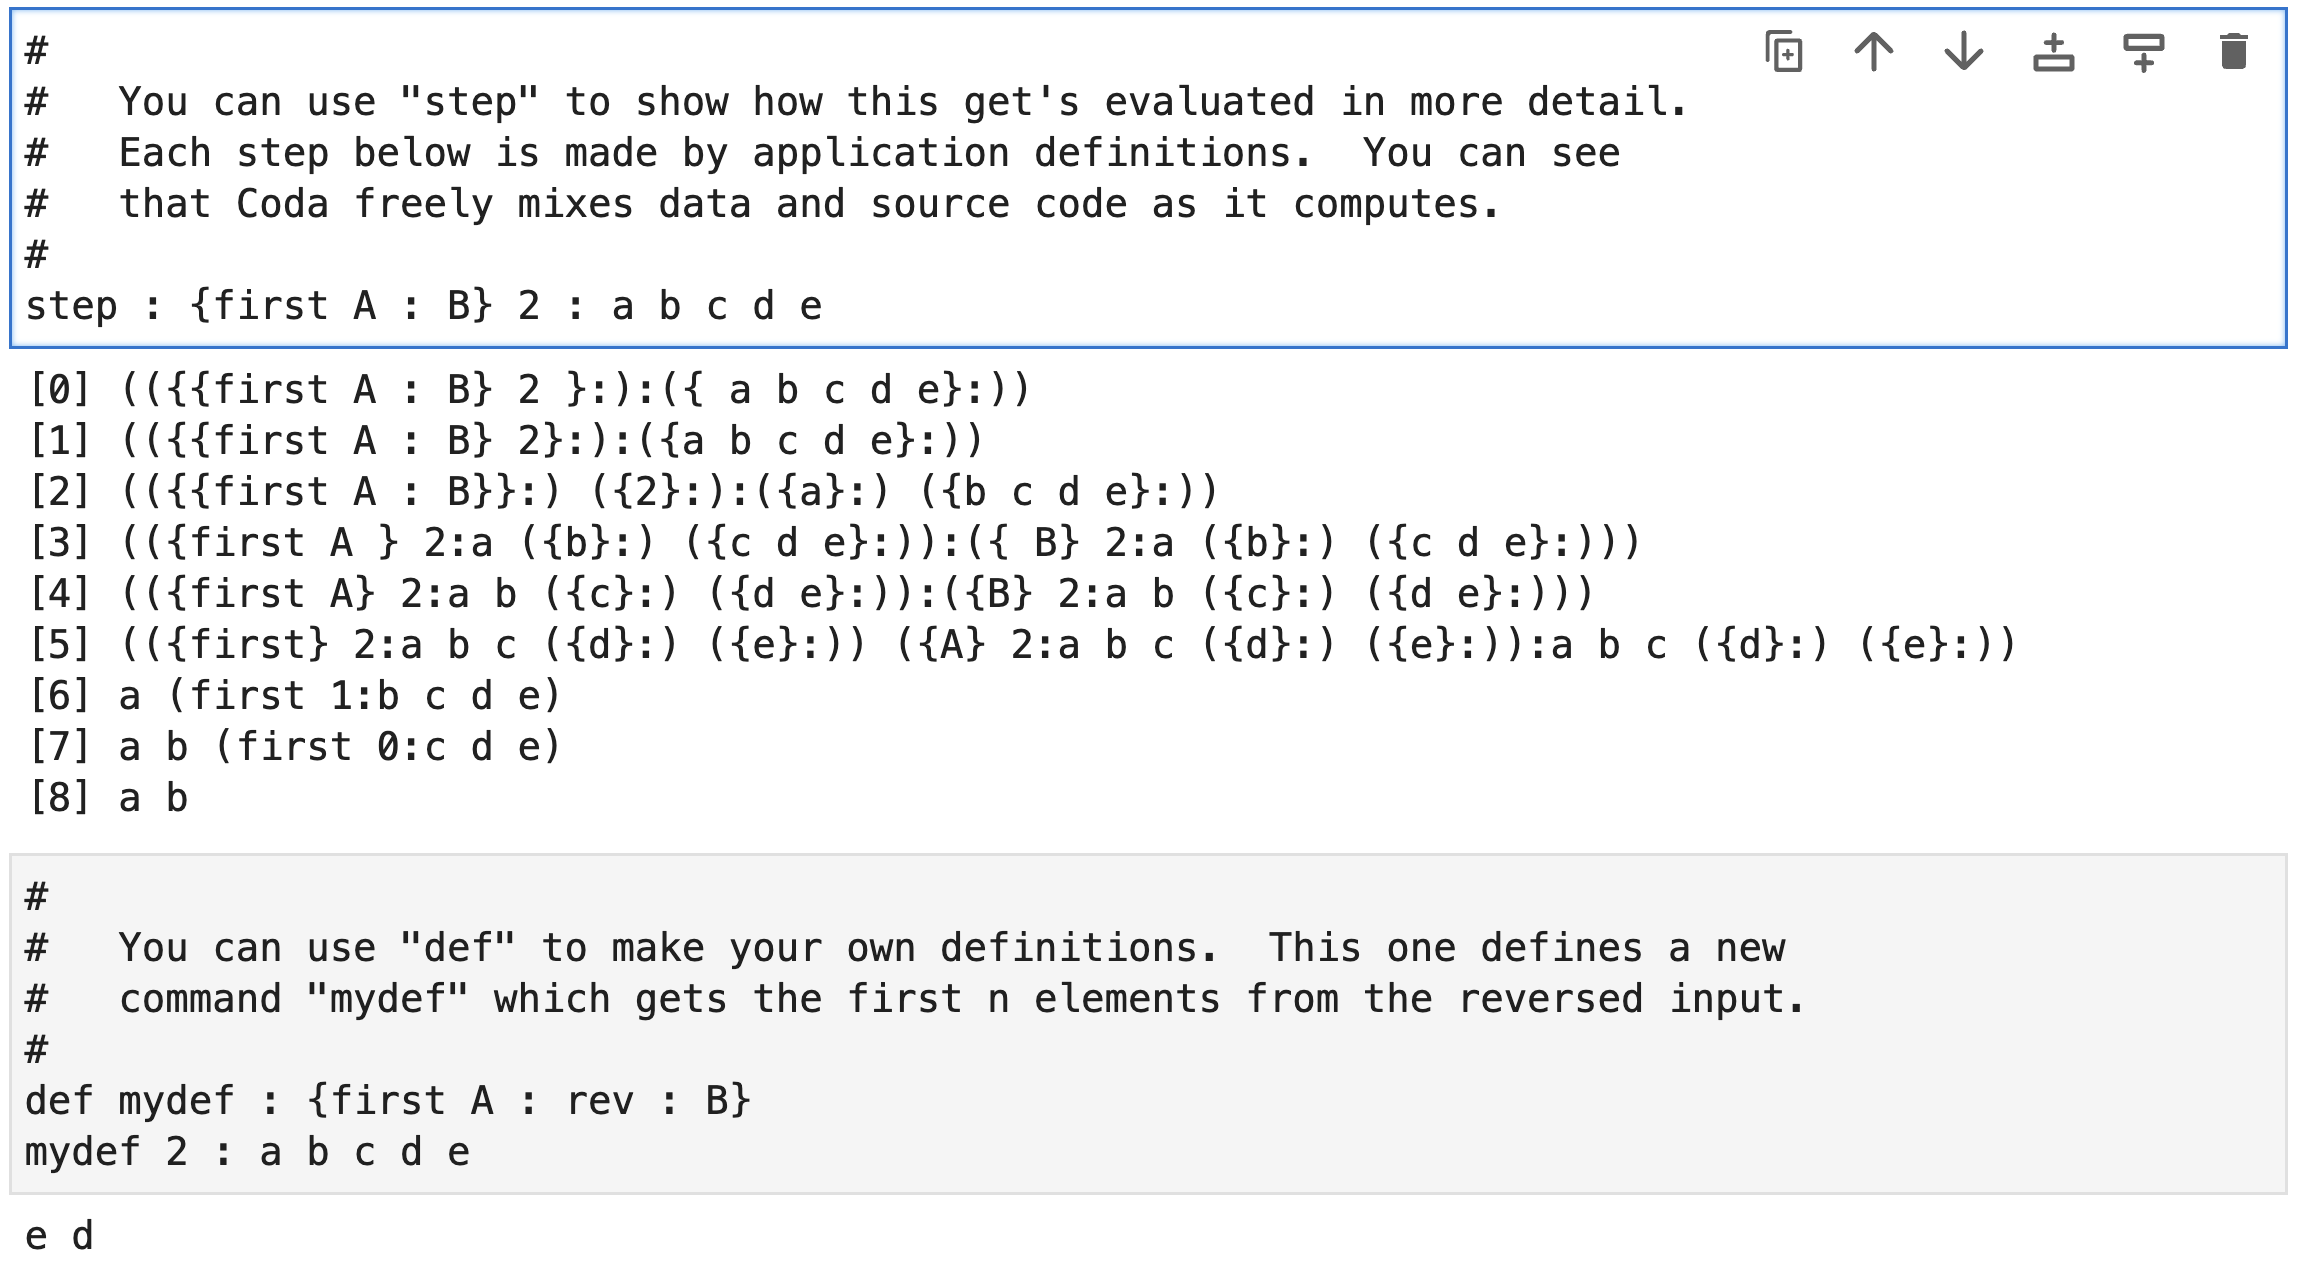 #
#   You can use "step" to show how this get's evaluated in more detail.
#   Each step below is made by application definitions.  You can see
#   that Coda freely mixes data and source code as it computes.
#
step : {first A : B} 2 : a b c d e
[0] (({{first A : B} 2 }:):({ a b c d e}:))
[1] (({{first A : B} 2}:):({a b c d e}:))
[2] (({{first A : B}}:) ({2}:):({a}:) ({b c d e}:))
[3] (({first A } 2:a ({b}:) ({c d e}:)):({ B} 2:a ({b}:) ({c d e}:)))
[4] (({first A} 2:a b ({c}:) ({d e}:)):({B} 2:a b ({c}:) ({d e}:)))
[5] (({first} 2:a b c ({d}:) ({e}:)) ({A} 2:a b c ({d}:) ({e}:)):a b c ({d}:) ({e}:))
[6] a (first 1:b c d e)
[7] a b (first 0:c d e)
[8] a b
#
#   You can use "def" to make your own definitions.  This one defines a new
#   command "mydef" which gets the first n elements from the reversed input.
#
def mydef : {first A : rev : B}
mydef 2 : a b c d e
e d